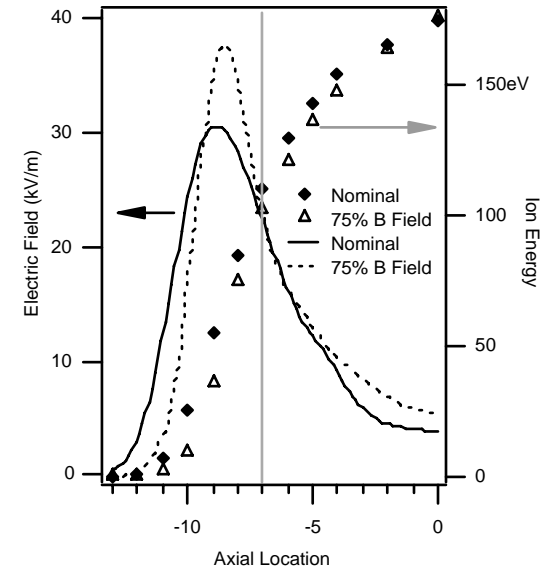 40
30
20
10
0
Electric Field (kV/m)
150eV
100
50
0
Ion Energy
Nominal
75% B Field
Nominal
75% B Field
-10
-5
0
Axial Location